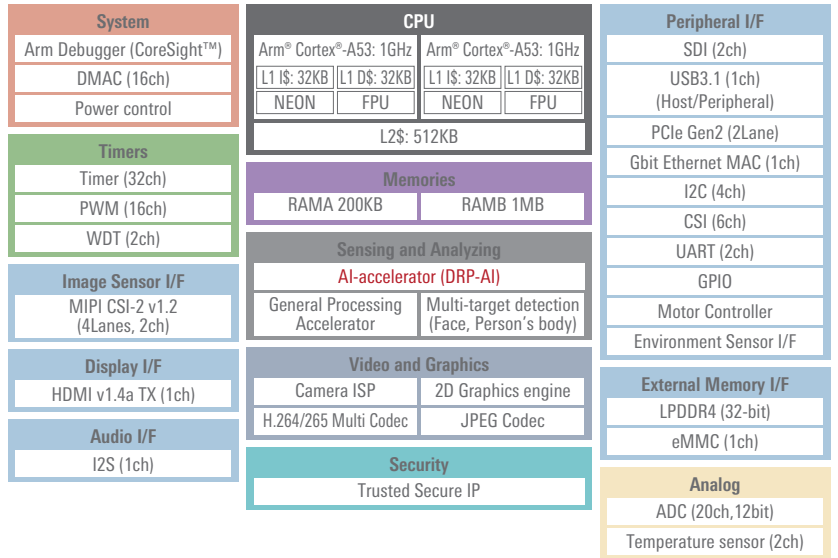 System
Arm Debugger (CoreSight™)
DMAC (16ch)
Power control
Timers
Timer (32ch)
PWM (16ch)
WDT (2ch)
Image Sensor I/F
MIPI CSI-2 v1.2
(4Lanes, 2ch)
Display I/F
HDMI v1.4a TX (1ch)
Audio I/F
I2S (1ch)
CPU
Arm® Cortex®-A53: 1GHz
L1 I$: 32KB
L1 D$: 32KB
NEON
FPU
Arm® Cortex®-A53: 1GHz
L1 I$: 32KB
L1 D$: 32KB
NEON
FPU
L2$: 512KB
Memories
RAMA 200KB
RAMB 1MB
Sensing and Analyzing
AI-accelerator (DRP-AI)
General Processing
Accelerator
Multi-target detection
(Face, Person's body)
Video and Graphics
Camera ISP
2D Graphics engine
H.264/265 Multi Codec
JPEG Codec
Security
Trusted Secure IP
Peripheral I/F
SDI (2ch)
USB3.1 (1ch)
(Host/Peripheral)
PCIe Gen2 (2Lane)
Gbit Ethernet MAC (1ch)
I2C (4ch)
CSI (6ch)
UART (2ch)
GPIO
Motor Controller
Environment Sensor I/F
External Memory I/F
LPDDR4 (32-bit)
eMMC (1ch)
Analog
ADC (20ch,12bit)
Temperature sensor (2ch)